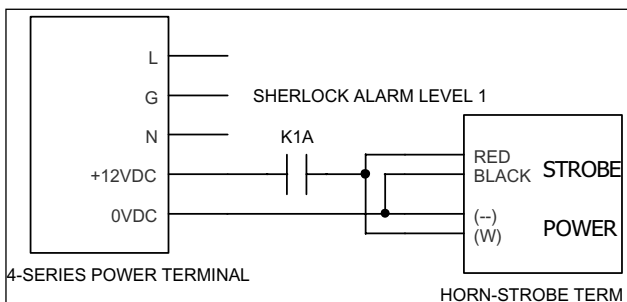 L
G
SHERLOCK ALARM LEVEL 1
N
K1A
+12VDC
0VDC
RED
BLACK
STROBE
(--)
(W)
POWER
4-SERIES POWER TERMINAL
HORN-STROBE TERM